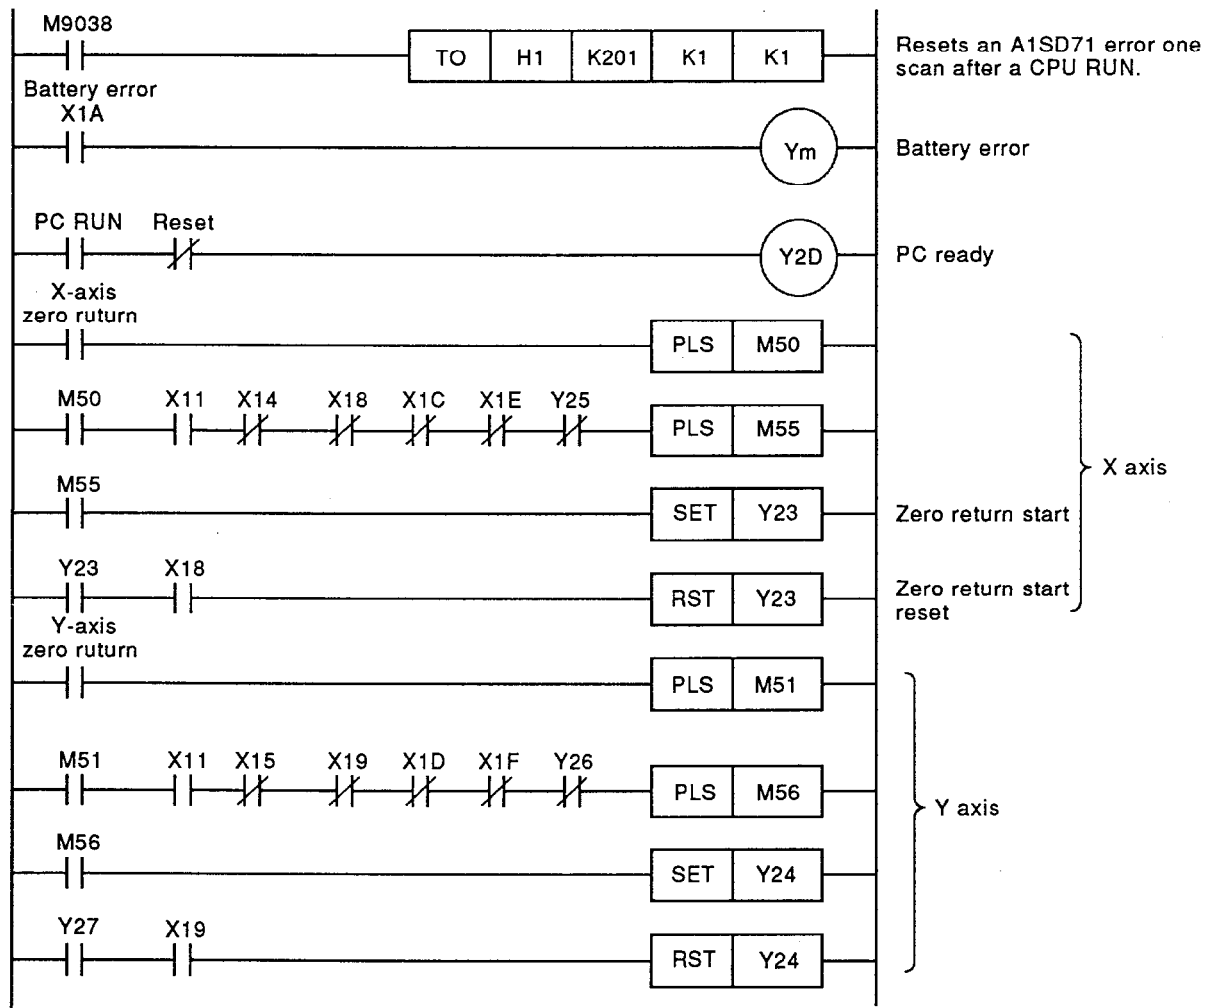 M9038
TO H1 K201 K1 K1
Resets an A1SD71 error one
scan after a CPU RUN.
Battery error
X1A
Ym
Battery error
PC RUN Reset
Y2D
PC ready
X-axis
zero ruturn
PLS M50
M50 X11 X14 X18 X1C X1E Y25
PLS M55
X axis
M55
SET Y23
Zero return start
Y23 X18
RST Y23
Zero return start
reset
Y-axis
zero ruturn
PLS M51
M51 X11 X15 X19 X1D X1F Y26
PLS M56
Y axis
M56
SET Y24
Y27 X19
RST Y24